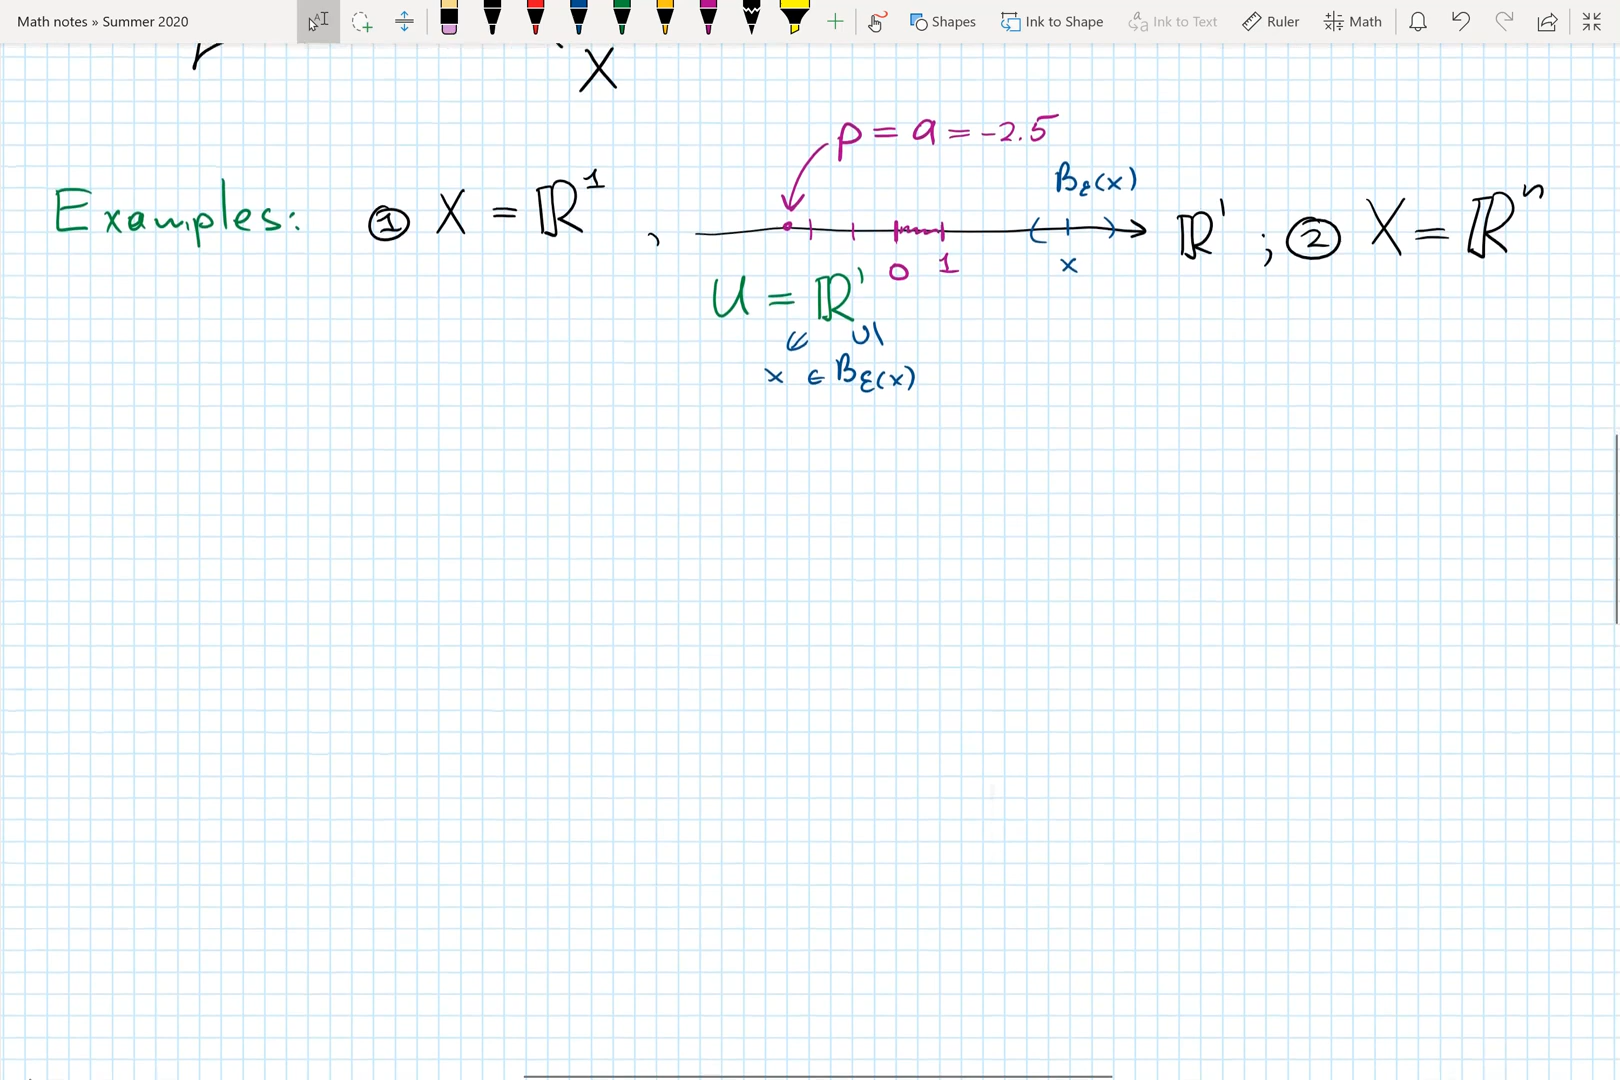 Math notes » Summer 2020
Shapes
Ink to Shape
Ink to Text
Ruler
Math
X
p = a = -2.5
Examples: ① X = ℝ¹ , ℝ¹ ; ② X = ℝⁿ
Bε(x)
0 1 x
U = ℝ¹
x ∈ Bε(x)